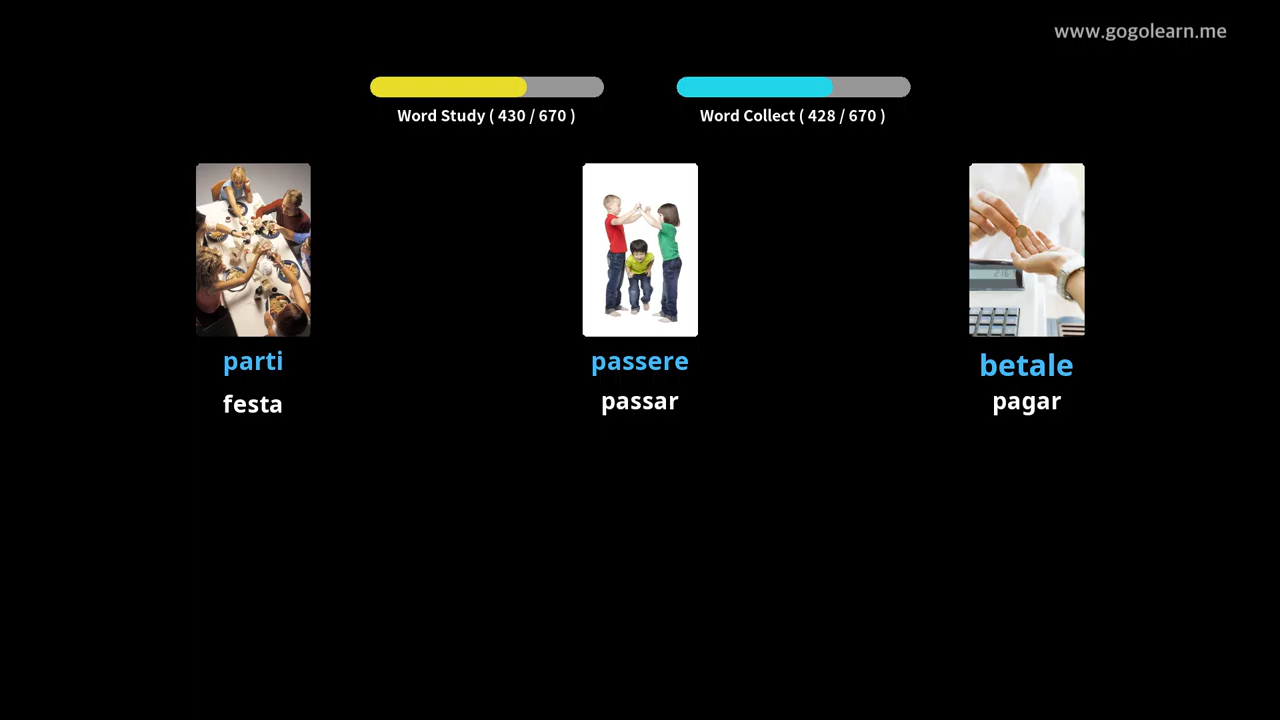 www.gogolearn.me
Word Study ( 430 / 670 )
Word Collect ( 428 / 670 )
parti
passere
betale
festa
passar
pagar